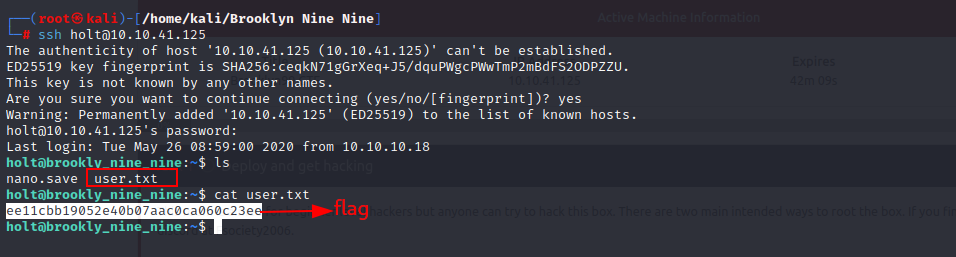 (root㉿kali)-[/home/kali/Brooklyn Nine Nine]
# ssh holt@10.10.41.125
The authenticity of host '10.10.41.125 (10.10.41.125)' can't be established.
ED25519 key fingerprint is SHA256:ceqkN71gGrXeq+J5/dquPWgcPWwTmP2mBdFS2ODPZZU.
This key is not known by any other names.
Are you sure you want to continue connecting (yes/no/[fingerprint])? yes
Warning: Permanently added '10.10.41.125' (ED25519) to the list of known hosts.
holt@10.10.41.125's password:
Last login: Tue May 26 08:59:00 2020 from 10.10.10.18
holt@brookly_nine_nine:~$ ls
nano.save user.txt
holt@brookly_nine_nine:~$ cat user.txt
ee11cbb19052e40b07aac0ca060c23ee flag
holt@brookly_nine_nine:~$
Active Machine Information
Expires
10.10.41.125
42m 09s
Deploy and get hacking
hackers but anyone can try to hack this box. There are two main intended ways to root the box. If you fin
society2006